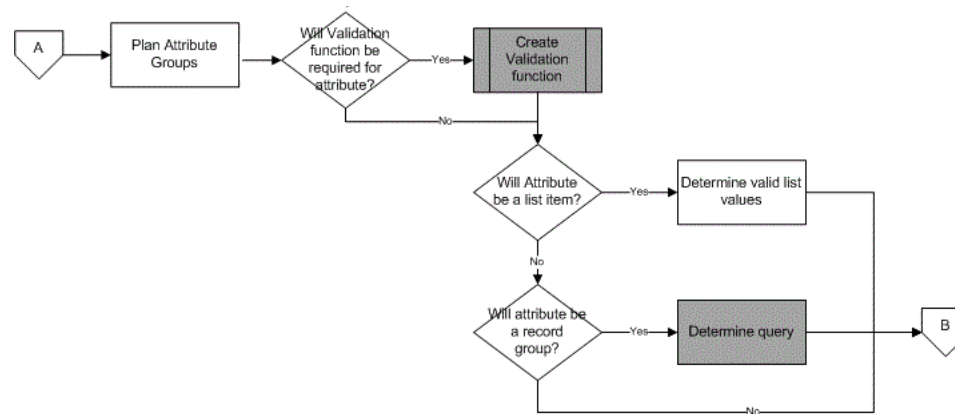 A
Plan Attribute
Groups
Will Validation
function be
required for
attribute?
Yes
Create
Validation
function
No
Will Attribute
be a list item?
Yes
Determine valid list
values
No
Will attribute be
a record
group?
Yes
Determine query
B
No